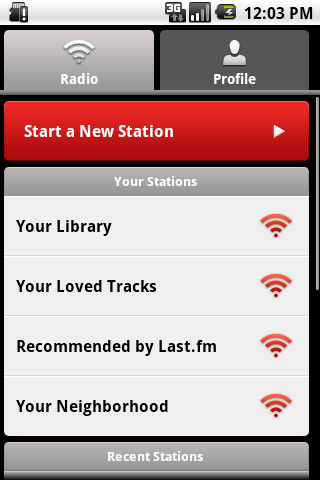 3G 12:03 PM
Radio Profile
Start a New Station
Your Stations
Your Library
Your Loved Tracks
Recommended by Last.fm
Your Neighborhood
Recent Stations